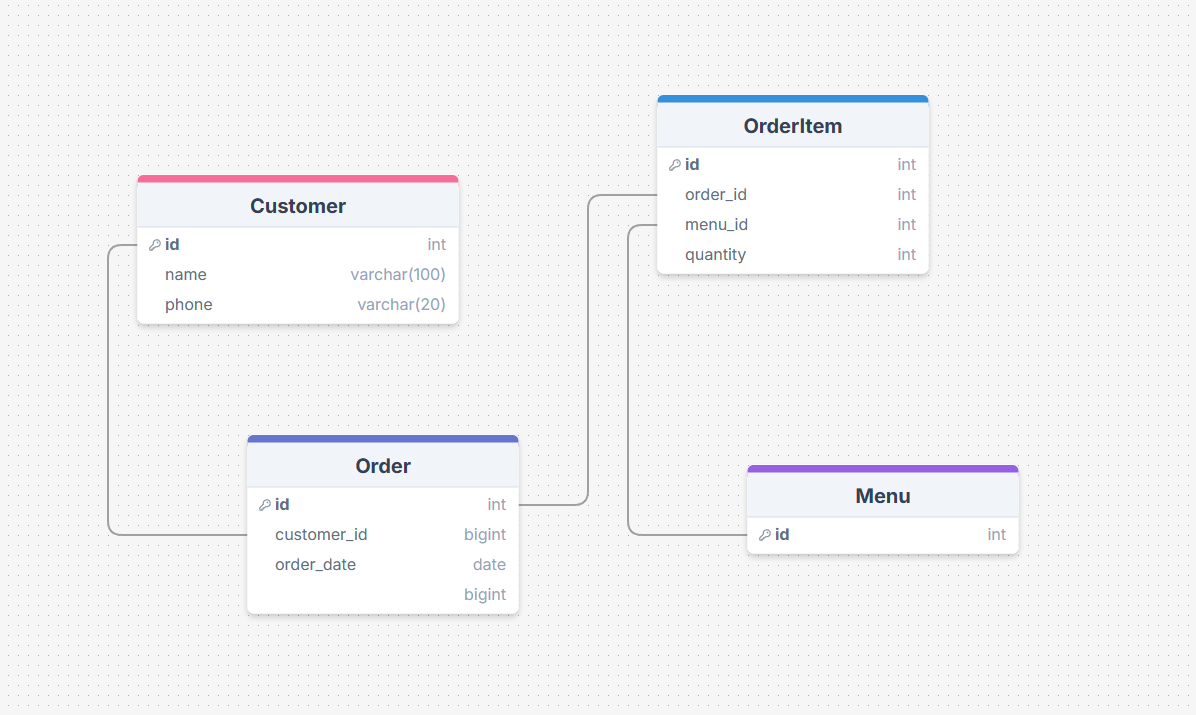 Customer
id int
name varchar(100)
phone varchar(20)
Order
id int
customer_id bigint
order_date date
bigint
OrderItem
id int
order_id int
menu_id int
quantity int
Menu
id int